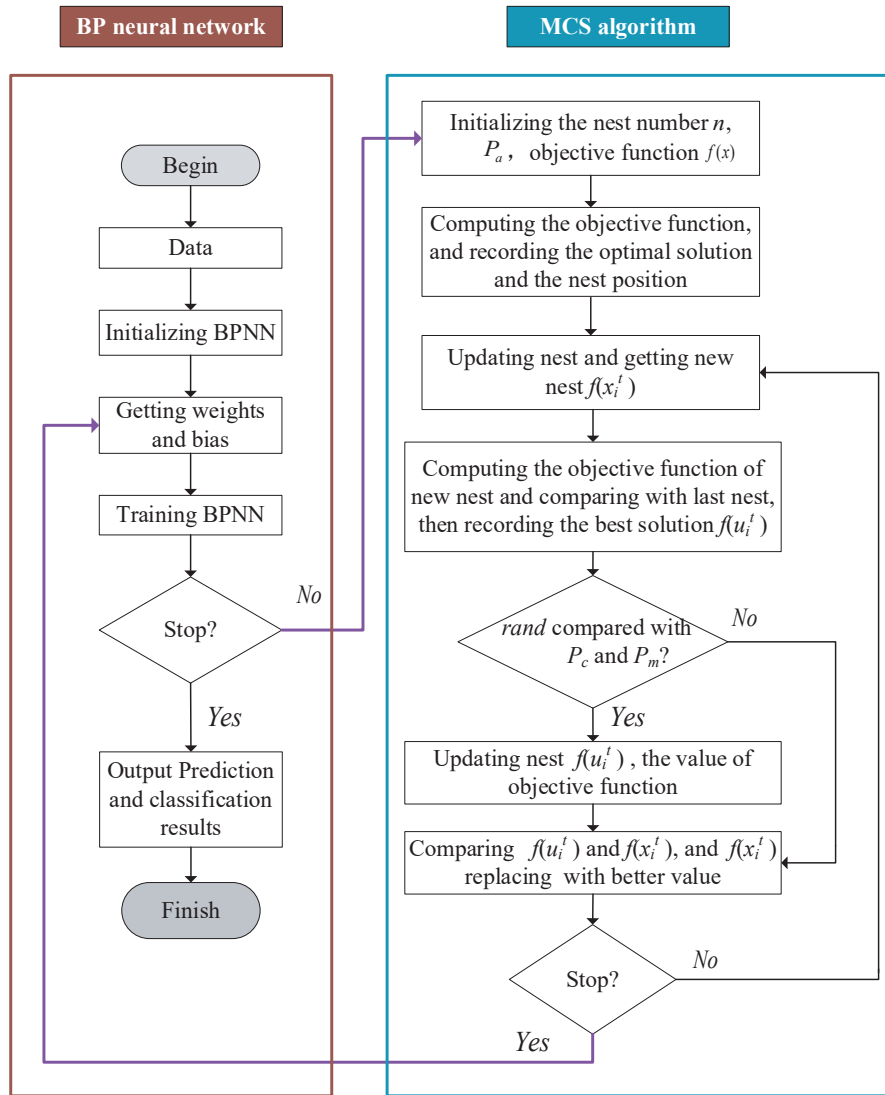 BP neural network
Begin
Data
Initializing BPNN
Getting weights
and bias
Training BPNN
Stop?
No
Yes
Output Prediction
and classification
results
Finish
MCS algorithm
Initializing the nest number n,
Pₐ, objective function f(x)
Computing the objective function,
and recording the optimal solution
and the nest position
Updating nest and getting new
nest f(xᵢᵗ)
Computing the objective function of
new nest and comparing with last nest,
then recording the best solution f(uᵢᵗ)
rand compared with
P_c and Pₘ?
No
Yes
Updating nest f(uᵢᵗ) , the value of
objective function
Comparing f(uᵢᵗ) and f(xᵢᵗ), and f(xᵢᵗ)
replacing with better value
Stop?
No
Yes